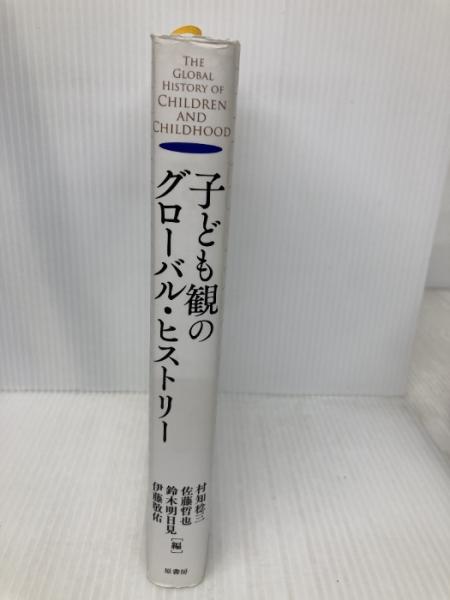 THE
GLOBAL
HISTORY OF
CHILDREN
AND
CHILDHOOD
子ども観の
グローバル・ヒストリー
村知稔三
佐藤哲也
鈴木明日見
伊藤敬佑
[編]
原書房